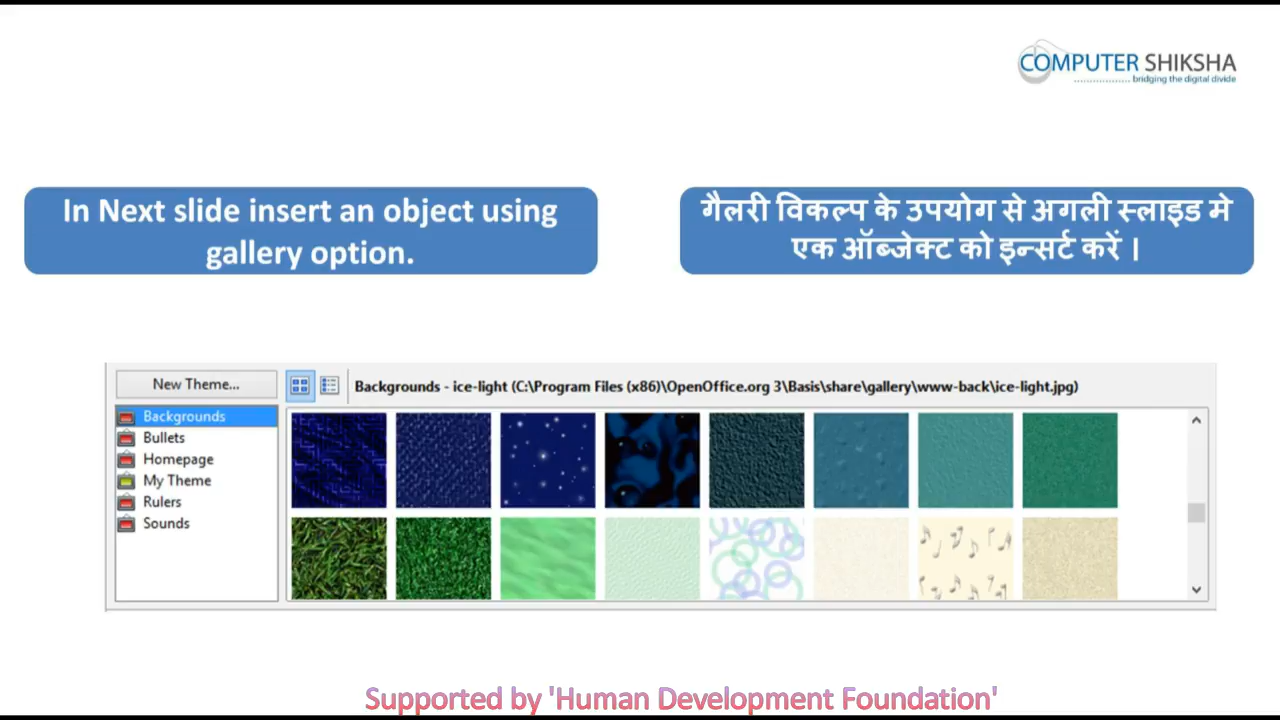 COMPUTER SHIKSHA
bridging the digital divide
In Next slide insert an object using
gallery option.
गैलरी विकल्प के उपयोग से अगली स्लाइड मे
एक ऑब्जेक्ट को इन्सर्ट करें ।
New Theme...
Backgrounds - ice-light (C:\Program Files (x86)\OpenOffice.org 3\Basis\share\gallery\www-back\ice-light.jpg)
Backgrounds
Bullets
Homepage
My Theme
Rulers
Sounds
Supported by 'Human Development Foundation'